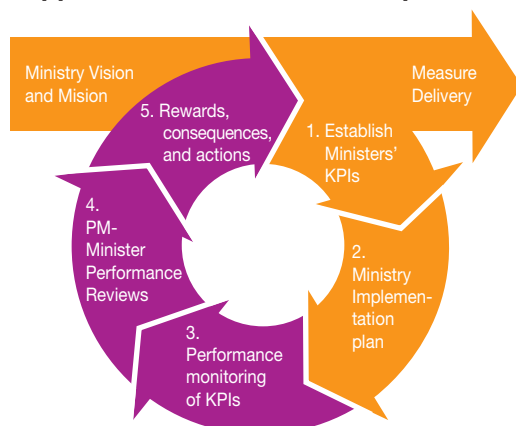 Ministry Vision
and Mision
Measure
Delivery
5. Rewards,
consequences,
and actions
1. Establish
Ministers'
KPIs
2.
Ministry
Implemen-
tation
plan
3.
Performance
monitoring
of KPIs
4.
PM-
Minister
Performance
Reviews